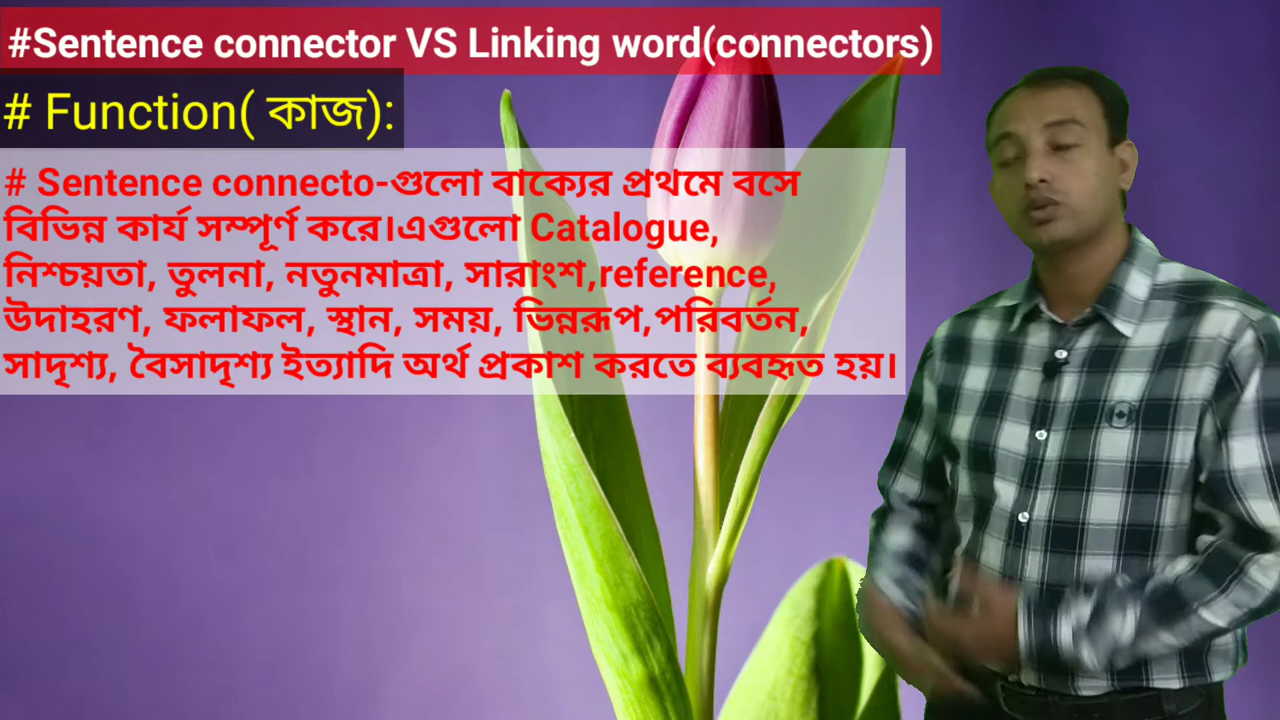 #Sentence connector VS Linking word(connectors)
# Function( কাজ):
# Sentence connecto-গুলো বাক্যের প্রথমে বসে
বিভিন্ন কার্য সম্পূর্ণ করে।এগুলো Catalogue,
নিশ্চয়তা, তুলনা, নতুনমাত্রা, সারাংশ,reference,
উদাহরণ, ফলাফল, স্থান, সময়, ভিন্নরূপ,পরিবর্তন,
সাদৃশ্য, বৈসাদৃশ্য ইত্যাদি অর্থ প্রকাশ করতে ব্যবহৃত হয়।